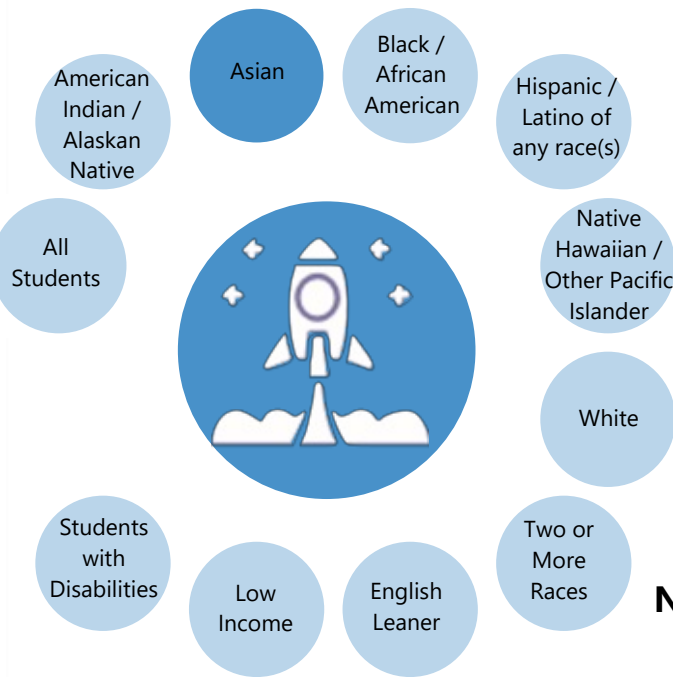 All
Students
American
Indian /
Alaskan
Native
Asian
Black /
African
American
Hispanic /
Latino of
any race(s)
Native
Hawaiian /
Other Pacific
Islander
White
Two or
More
Races
English
Leaner
Low
Income
Students
with
Disabilities
N